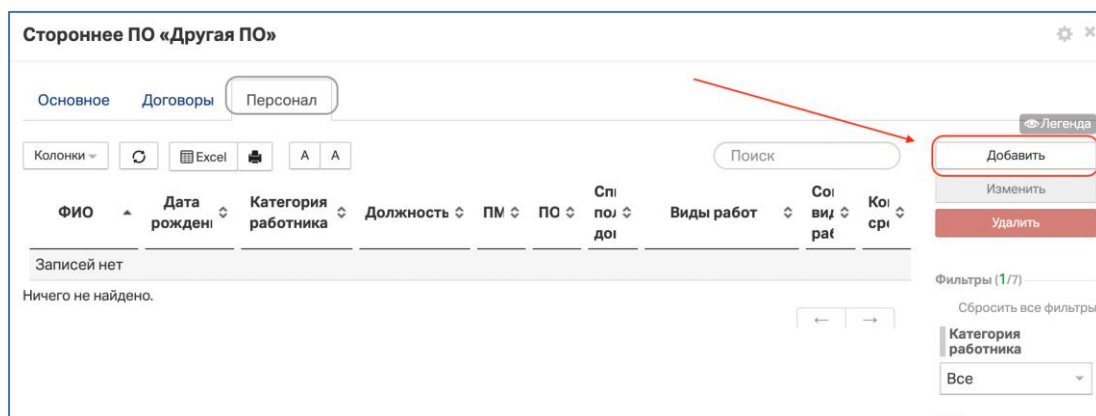 Стороннее ПО «Другая ПО»
Основное Договоры Персонал
Легенда
Колонки Excel A A Поиск Добавить
Изменить
Удалить
ФИО Дата рождени Категория работника Должность ПМ ПО Виды работ
Записей нет
Ничего не найдено.
Фильтры (1/7)
Сбросить все фильтры
← →
Категория
работника
Все